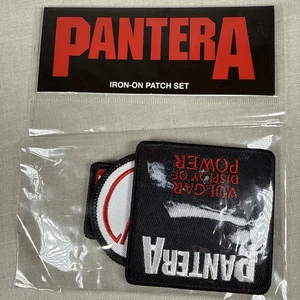 PANTERA
IRON-ON PATCH SET
VULGAR
DISPLAY OF
POWER
PANTERA